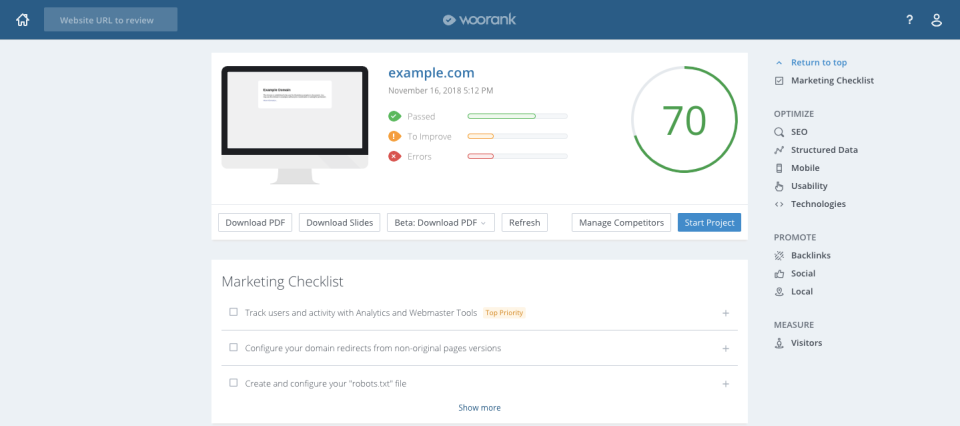 Website URL to review
woorank
?
example.com
November 16, 2018 5:12 PM
Passed
To Improve
Errors
70
Download PDF
Download Slides
Beta: Download PDF
Refresh
Manage Competitors
Start Project
Marketing Checklist
Track users and activity with Analytics and Webmaster Tools Top Priority
Configure your domain redirects from non-original pages versions
Create and configure your "robots.txt" file
Show more
Return to top
Marketing Checklist
OPTIMIZE
SEO
Structured Data
Mobile
Usability
Technologies
PROMOTE
Backlinks
Social
Local
MEASURE
Visitors